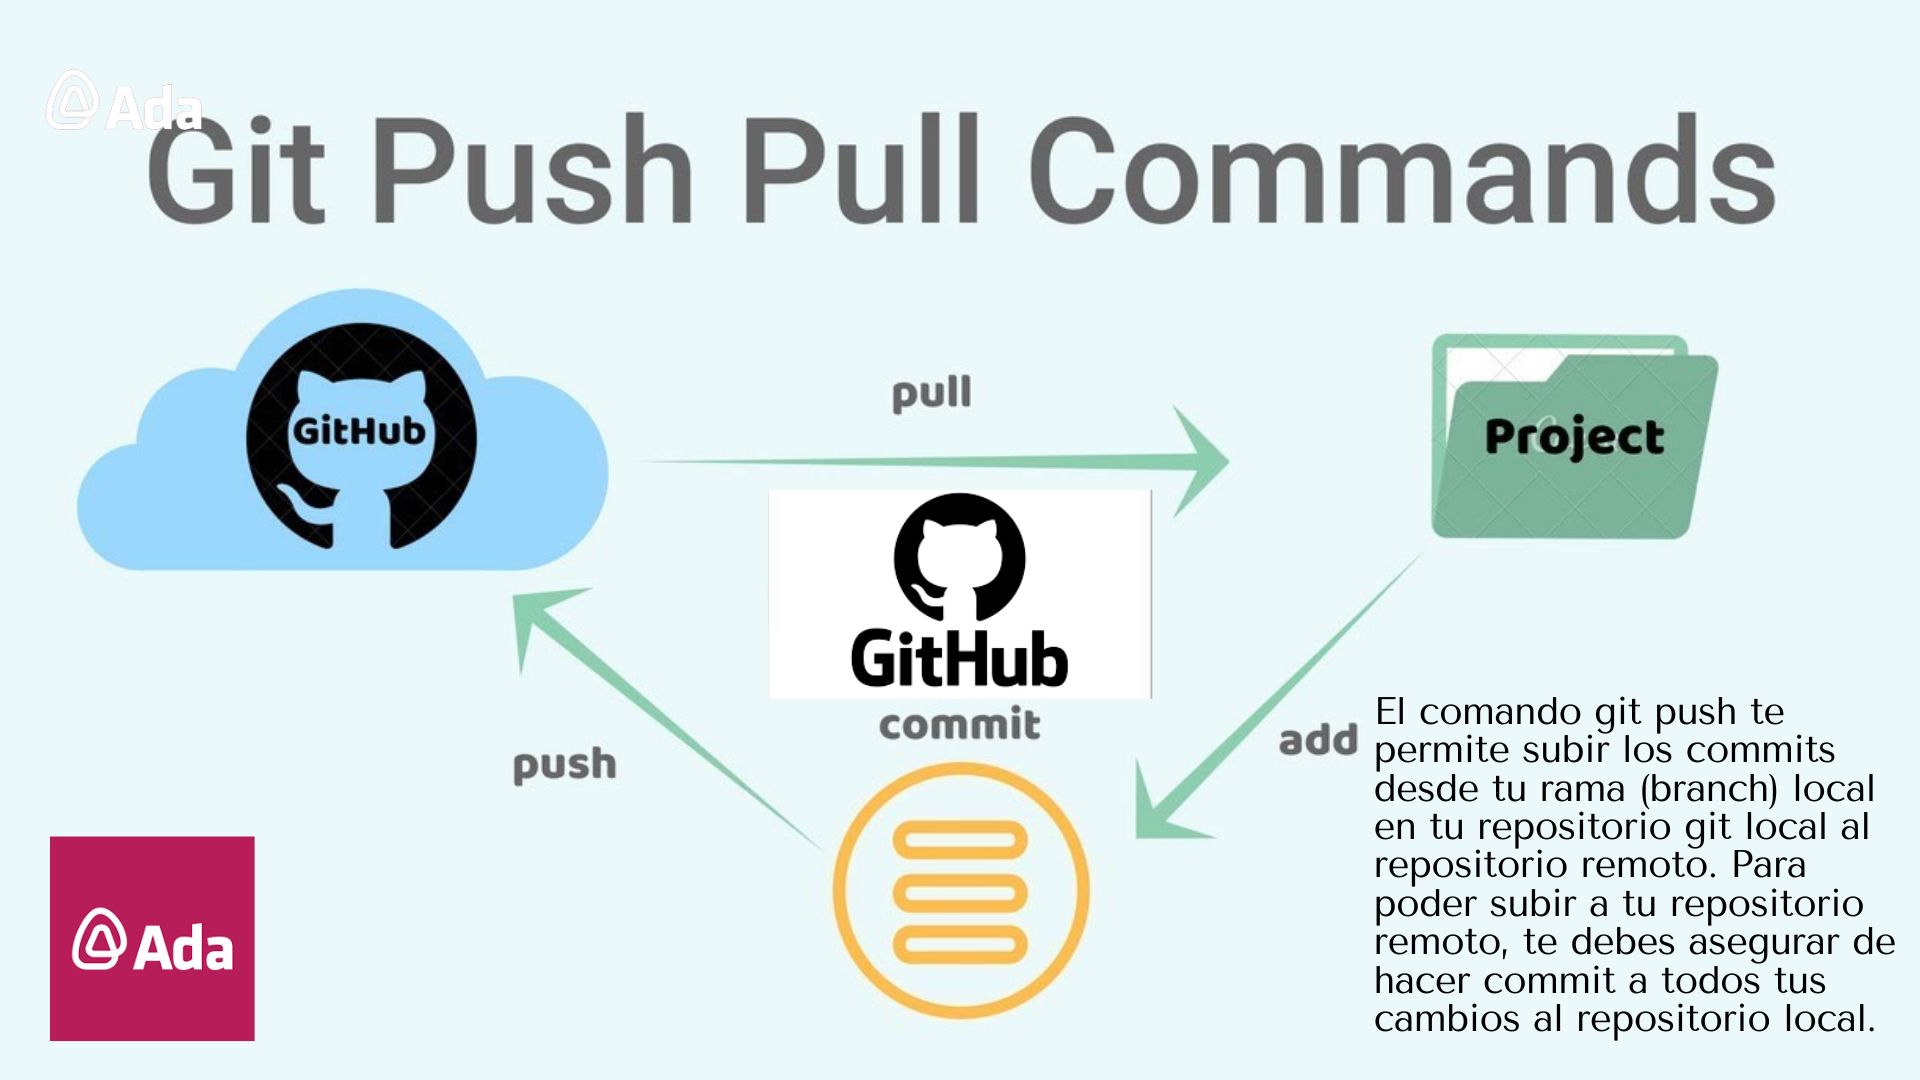 Ada
Git Push Pull Commands
pull
GitHub
Project
GitHub
commit
push
add
El comando git push te
permite subir los commits
desde tu rama (branch) local
en tu repositorio git local al
repositorio remoto. Para
poder subir a tu repositorio
remoto, te debes asegurar de
hacer commit a todos tus
cambios al repositorio local.
Ada